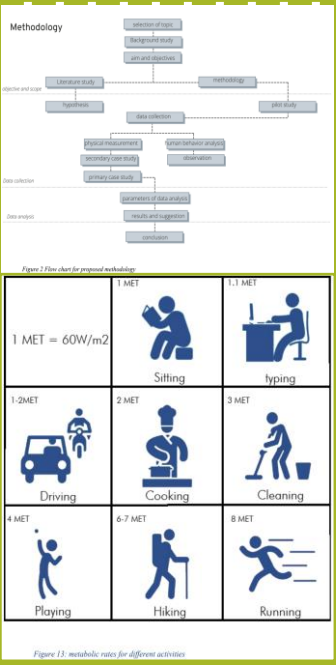 Methodology
selection of topic
Background study
aim and objectives
Literature study
methodology
objective and scope
hypothesis
pilot study
data collection
physical measurement
human behavior analysis
secondary case study
observation
primary case study
Data collection
parameters of data analysis
results and suggestion
Data analysis
conclusion
Figure 2 Flow chart for proposed methodology
1 MET = 60W/m2
1 MET
Sitting
1.1 MET
typing
1-2MET
Driving
2 MET
Cooking
3 MET
Cleaning
4 MET
Playing
6-7 MET
Hiking
8 MET
Running
Figure 13: metabolic rates for different activities